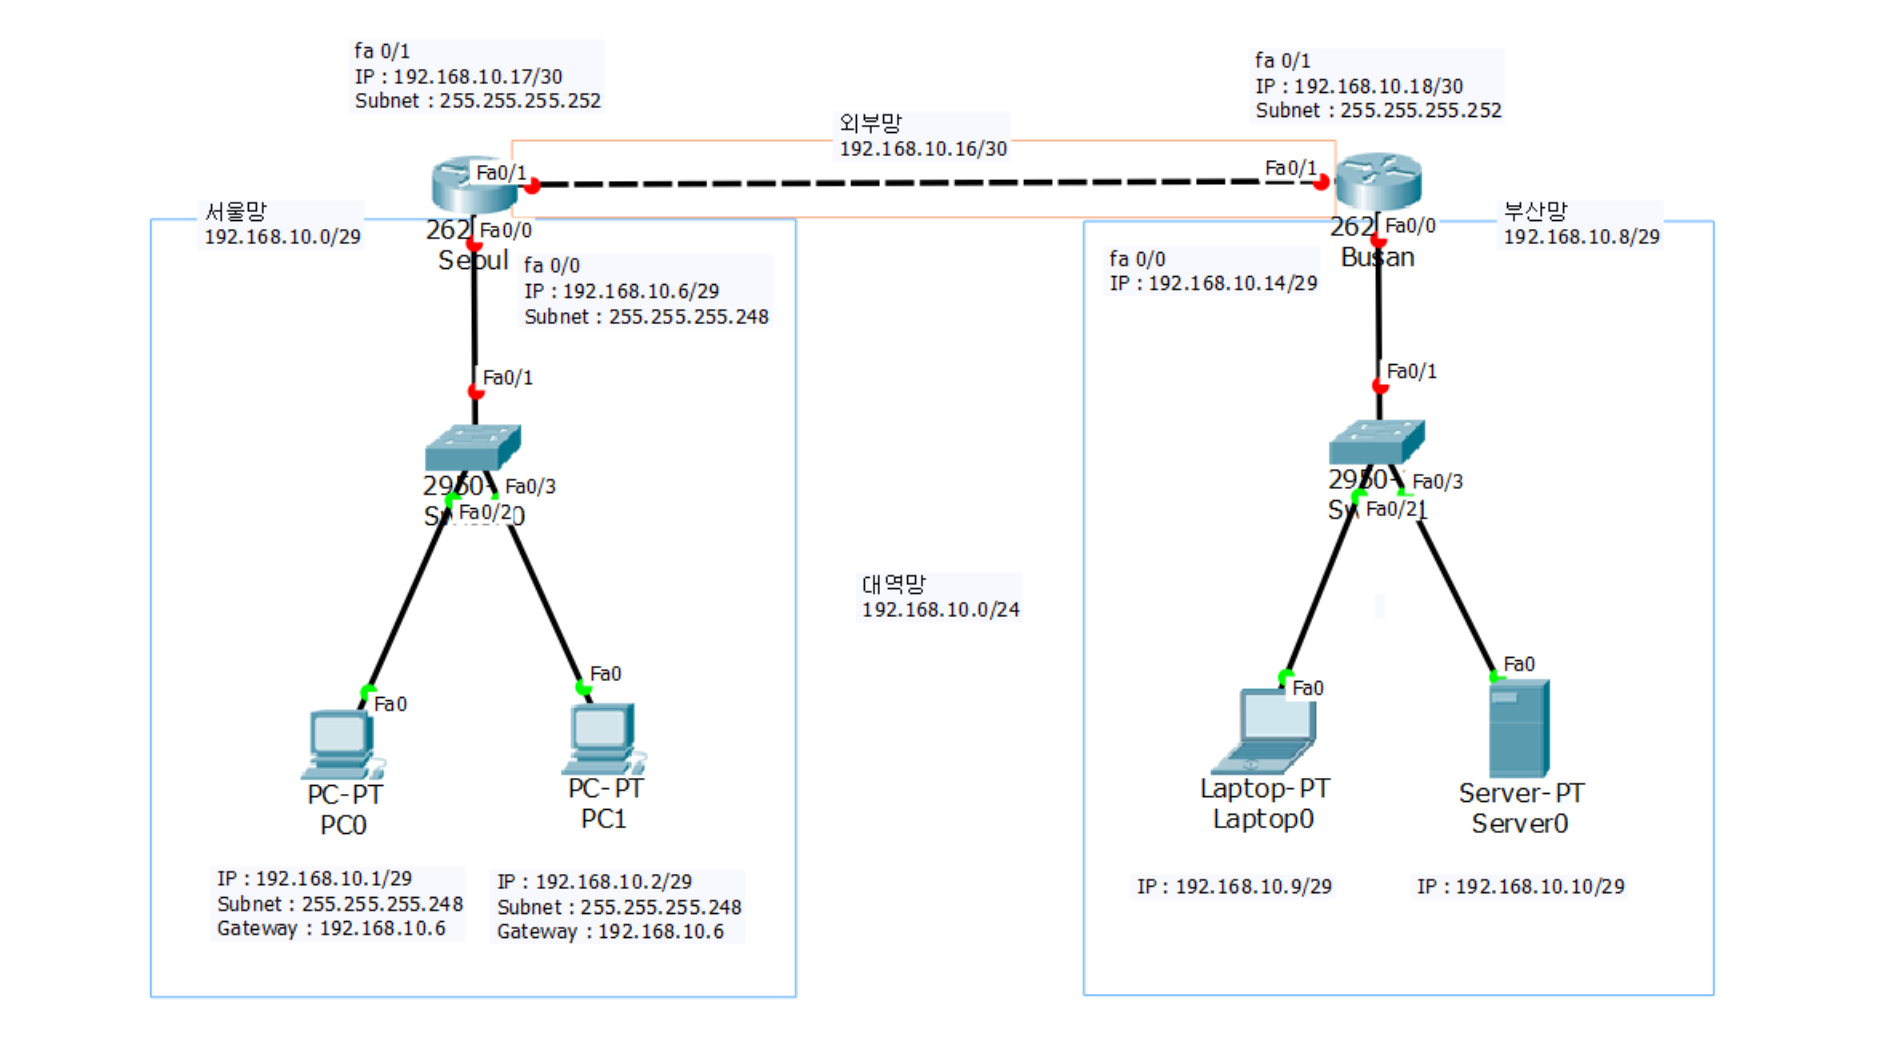 fa 0/1
IP : 192.168.10.17/30
Subnet : 255.255.255.252
fa 0/1
IP : 192.168.10.18/30
Subnet : 255.255.255.252
외부망
192.168.10.16/30
Fa0/1
Fa0/1
서울망
192.168.10.0/29
부산망
192.168.10.8/29
262
Fa0/0
Seoul
262
Fa0/0
Busan
fa 0/0
IP : 192.168.10.6/29
Subnet : 255.255.255.248
fa 0/0
IP : 192.168.10.14/29
Fa0/1
Fa0/1
2950-
Fa0/3
Fa0/2
2950-
Fa0/3
Fa0/2
대역망
192.168.10.0/24
Fa0
Fa0
Fa0
Fa0
PC-PT
PC0
PC-PT
PC1
Laptop-PT
Laptop0
Server-PT
Server0
IP : 192.168.10.1/29
Subnet : 255.255.255.248
Gateway : 192.168.10.6
IP : 192.168.10.2/29
Subnet : 255.255.255.248
Gateway : 192.168.10.6
IP : 192.168.10.9/29
IP : 192.168.10.10/29